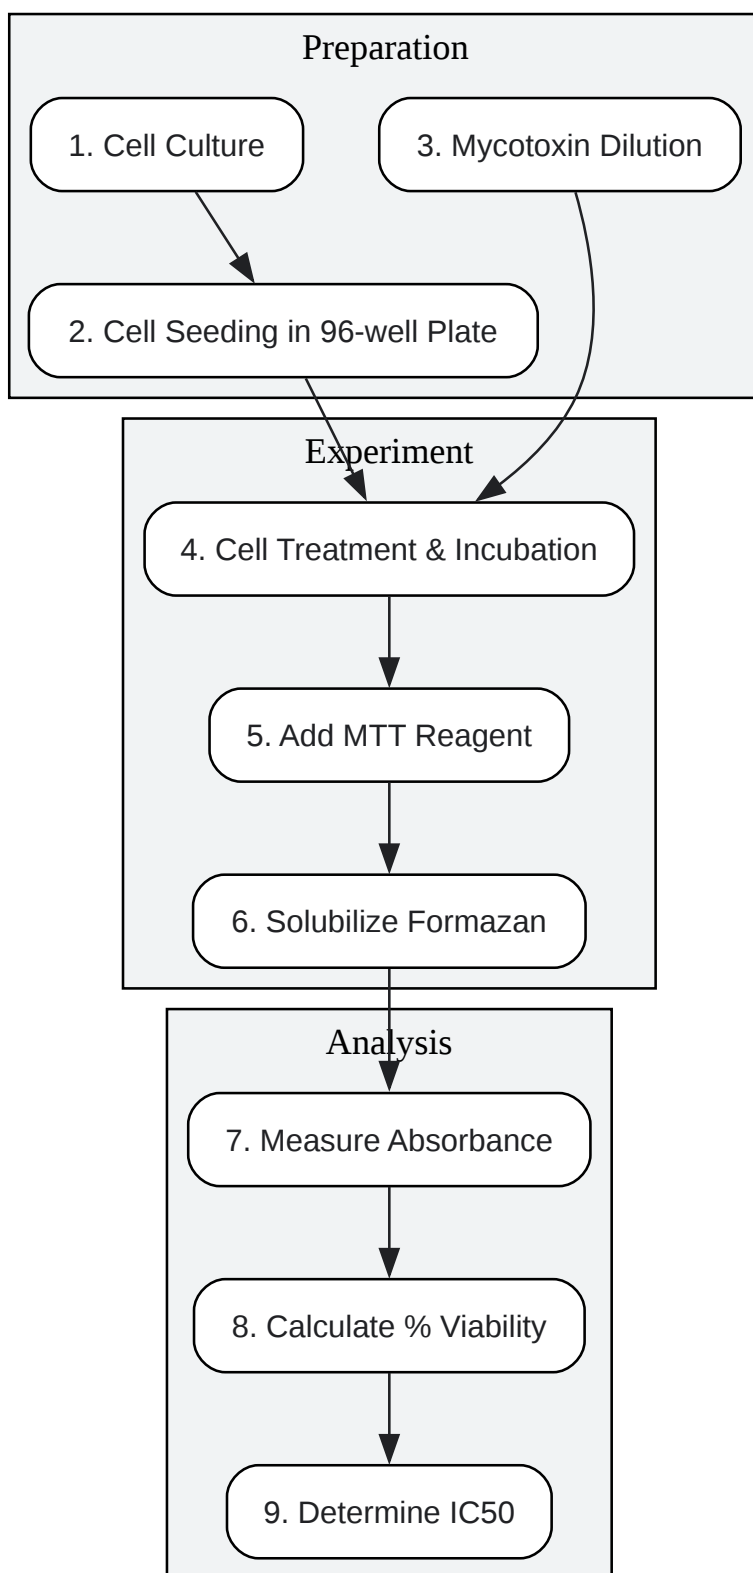 Preparation
1. Cell Culture
3. Mycotoxin Dilution
2. Cell Seeding in 96-well Plate
Experiment
4. Cell Treatment & Incubation
5. Add MTT Reagent
6. Solubilize Formazan
Analysis
7. Measure Absorbance
8. Calculate % Viability
9. Determine IC50